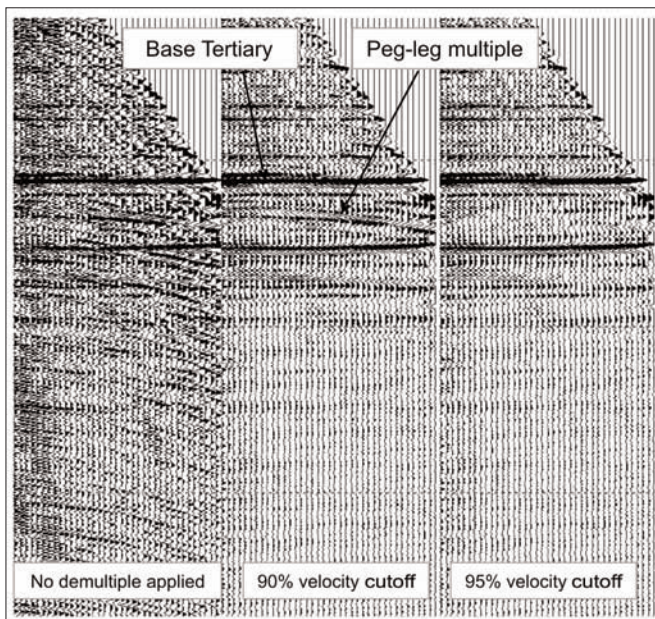 Base Tertiary
Peg-leg multiple
No demultiple applied
90% velocity cutoff
95% velocity cutoff